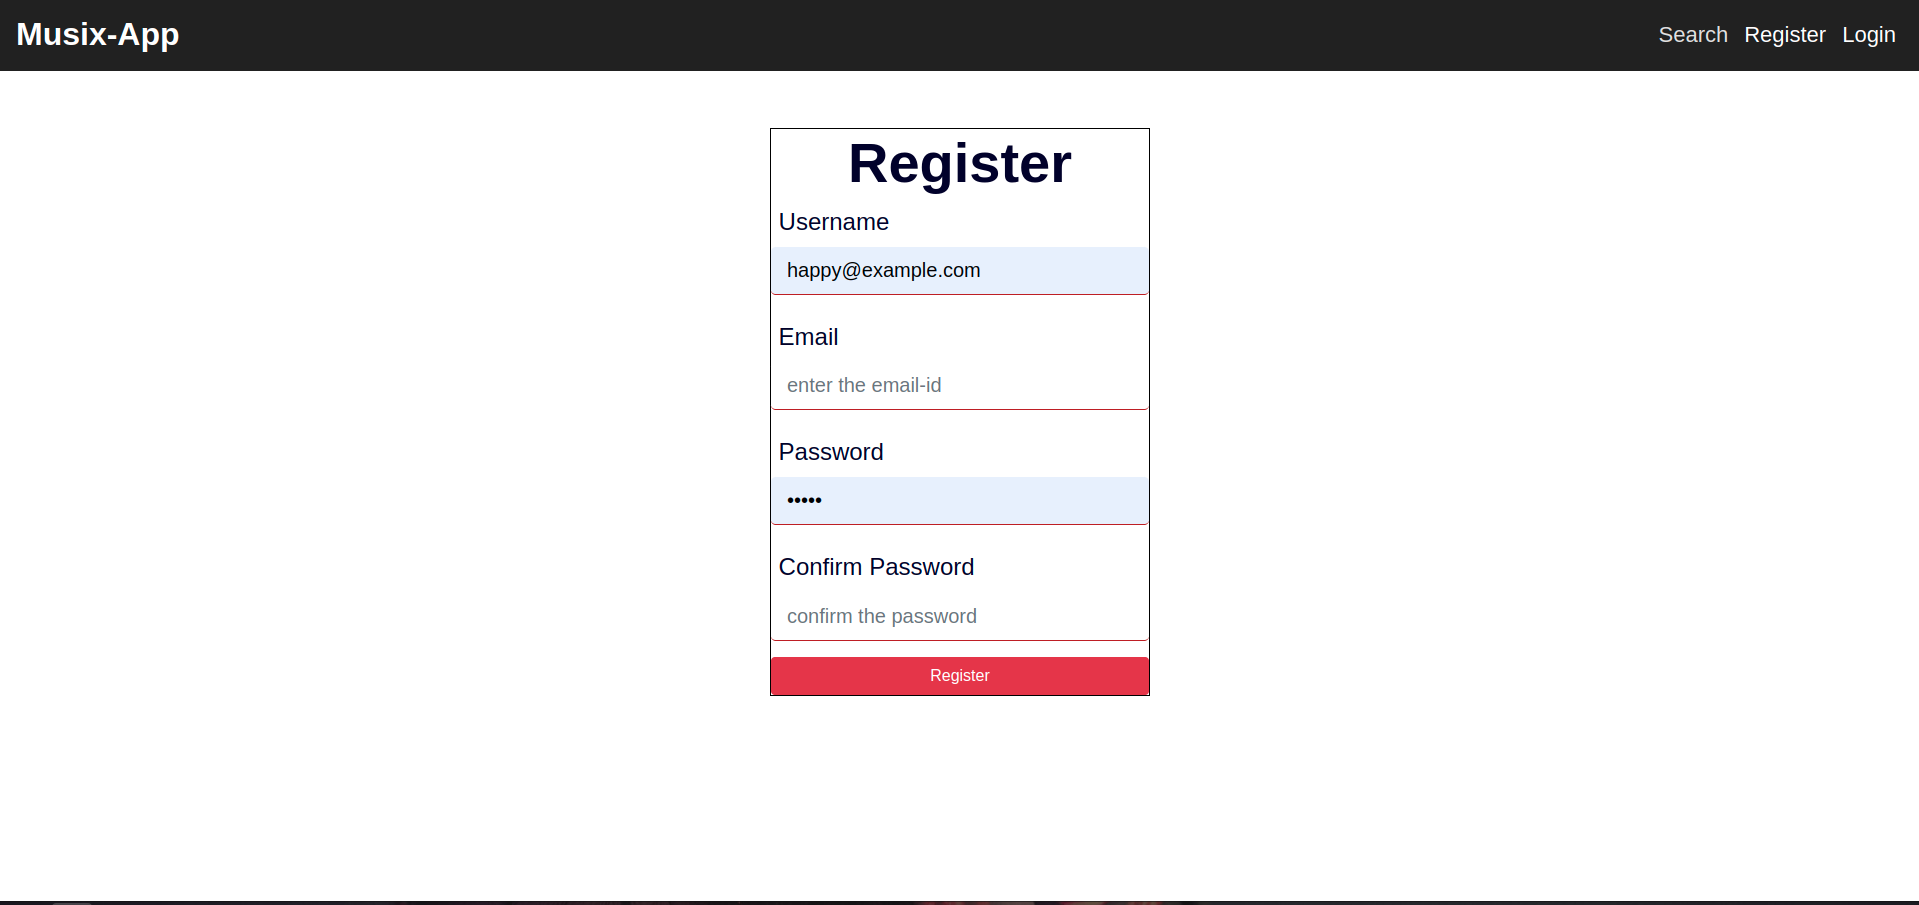 Musix-App
Search Register Login
Register
Username
happy@example.com
Email
enter the email-id
Password
•••••
Confirm Password
confirm the password
Register